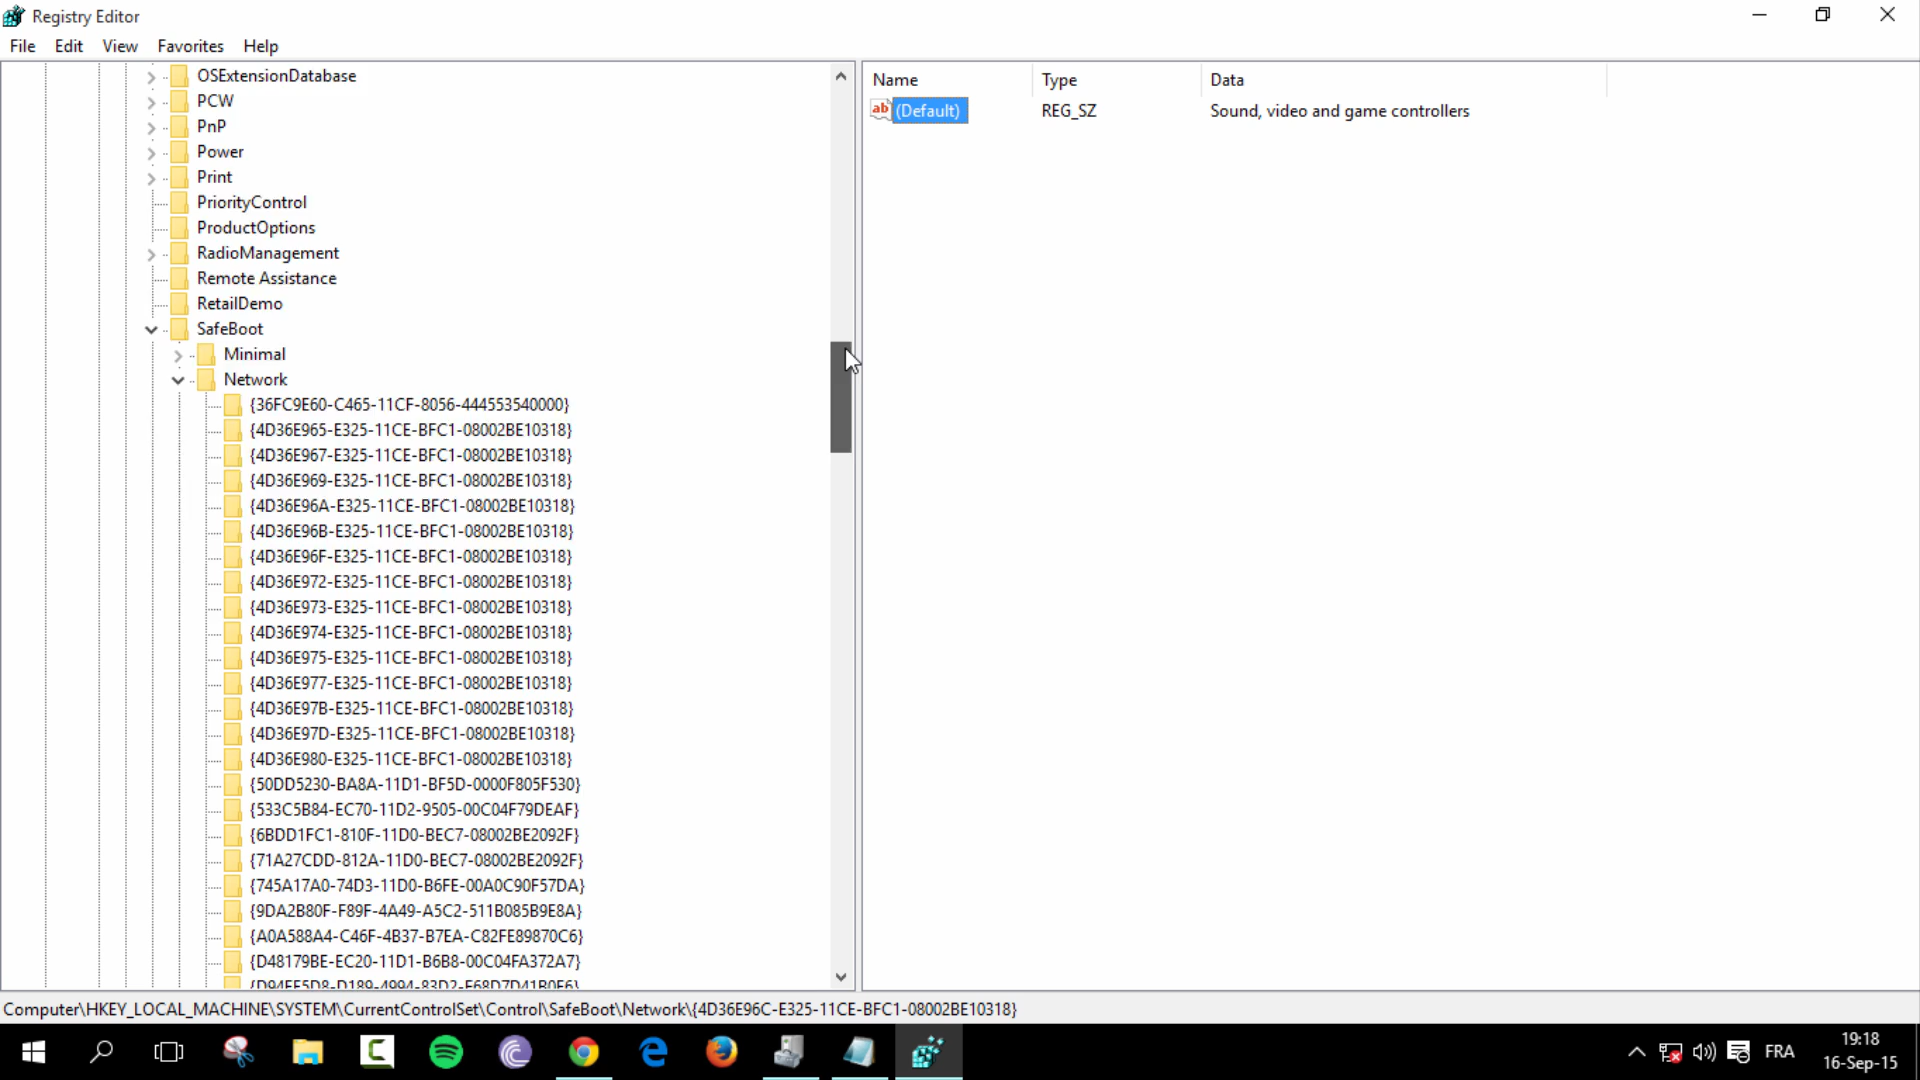 Registry Editor
File Edit View Favorites Help
OSExtensionDatabase
PCW
PnP
Power
Print
PriorityControl
ProductOptions
RadioManagement
Remote Assistance
RetailDemo
SafeBoot
Minimal
Network
{36FC9E60-C465-11CF-8056-444553540000}
{4D36E965-E325-11CE-BFC1-08002BE10318}
{4D36E967-E325-11CE-BFC1-08002BE10318}
{4D36E969-E325-11CE-BFC1-08002BE10318}
{4D36E96A-E325-11CE-BFC1-08002BE10318}
{4D36E96B-E325-11CE-BFC1-08002BE10318}
{4D36E96F-E325-11CE-BFC1-08002BE10318}
{4D36E972-E325-11CE-BFC1-08002BE10318}
{4D36E973-E325-11CE-BFC1-08002BE10318}
{4D36E974-E325-11CE-BFC1-08002BE10318}
{4D36E975-E325-11CE-BFC1-08002BE10318}
{4D36E977-E325-11CE-BFC1-08002BE10318}
{4D36E97B-E325-11CE-BFC1-08002BE10318}
{4D36E97D-E325-11CE-BFC1-08002BE10318}
{4D36E980-E325-11CE-BFC1-08002BE10318}
{50DD5230-BA8A-11D1-BF5D-0000F805F530}
{533C5B84-EC70-11D2-9505-00C04F79DEAF}
{6BDD1FC1-810F-11D0-BEC7-08002BE2092F}
{71A27CDD-812A-11D0-BEC7-08002BE2092F}
{745A17A0-74D3-11D0-B6FE-00A0C90F57DA}
{9DA2B80F-F89F-4A49-A5C2-511B085B9E8A}
{A0A588A4-C46F-4B37-B7EA-C82FE89870C6}
{D48179BE-EC20-11D1-B6B8-00C04FA372A7}
Name Type Data
ab (Default) REG_SZ Sound, video and game controllers
Computer\HKEY_LOCAL_MACHINE\SYSTEM\CurrentControlSet\Control\SafeBoot\Network\{4D36E96C-E325-11CE-BFC1-08002BE10318}
FRA
19:18
16-Sep-15